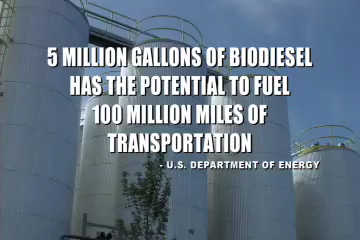 5 MILLION GALLONS OF BIODIESEL
HAS THE POTENTIAL TO FUEL
100 MILLION MILES OF
TRANSPORTATION
- U.S. DEPARTMENT OF ENERGY